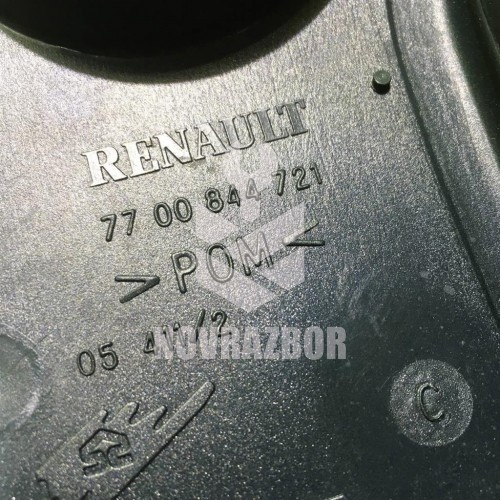 RENAULT
77 00 844 721
>POM<
NOVRAZBOR
C